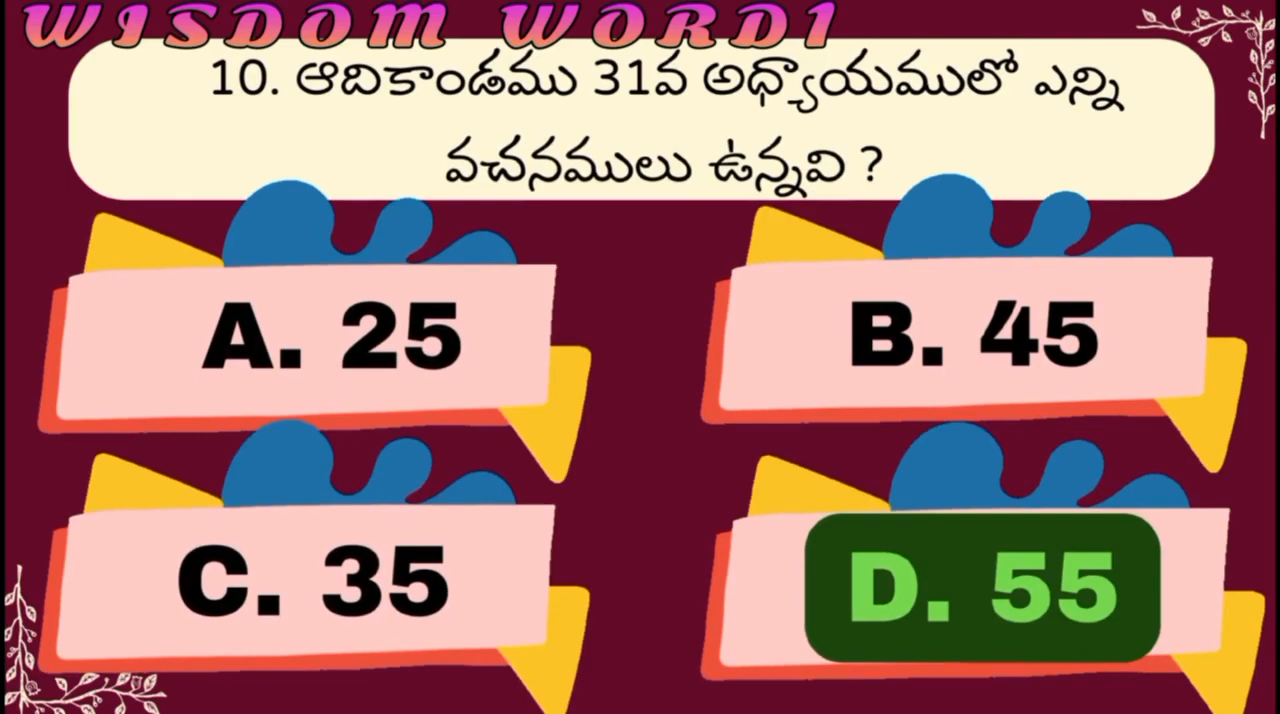 WISDOM WORD1
10. ఆదికాండము 31వ అధ్యాయములో ఎన్ని
వచనములు ఉన్నవి ?
A. 25
B. 45
C. 35
D. 55